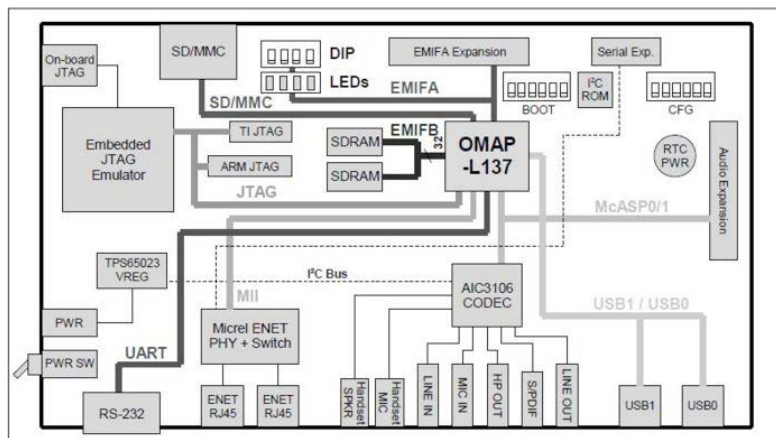 SD/MMC
DIP
LEDs
EMIFA Expansion
Serial Exp.
On-board
JTAG
SD/MMC
EMIFA
BOOT
I²C
ROM
CFG
Embedded
JTAG
Emulator
TI JTAG
ARM JTAG
JTAG
SDRAM
SDRAM
EMIFB
32
OMAP
-L137
RTC
PWR
Audio Expansion
McASP0/1
TPS65023
VREG
I²C Bus
AIC3106
CODEC
MII
USB1 / USB0
PWR
PWR SW
UART
Micrel ENET
PHY + Switch
RS-232
ENET
RJ45
ENET
RJ45
Handset
SPKR
Handset
MIC
LINE IN
MIC IN
HP OUT
S/PDIF
LINE OUT
USB1
USB0